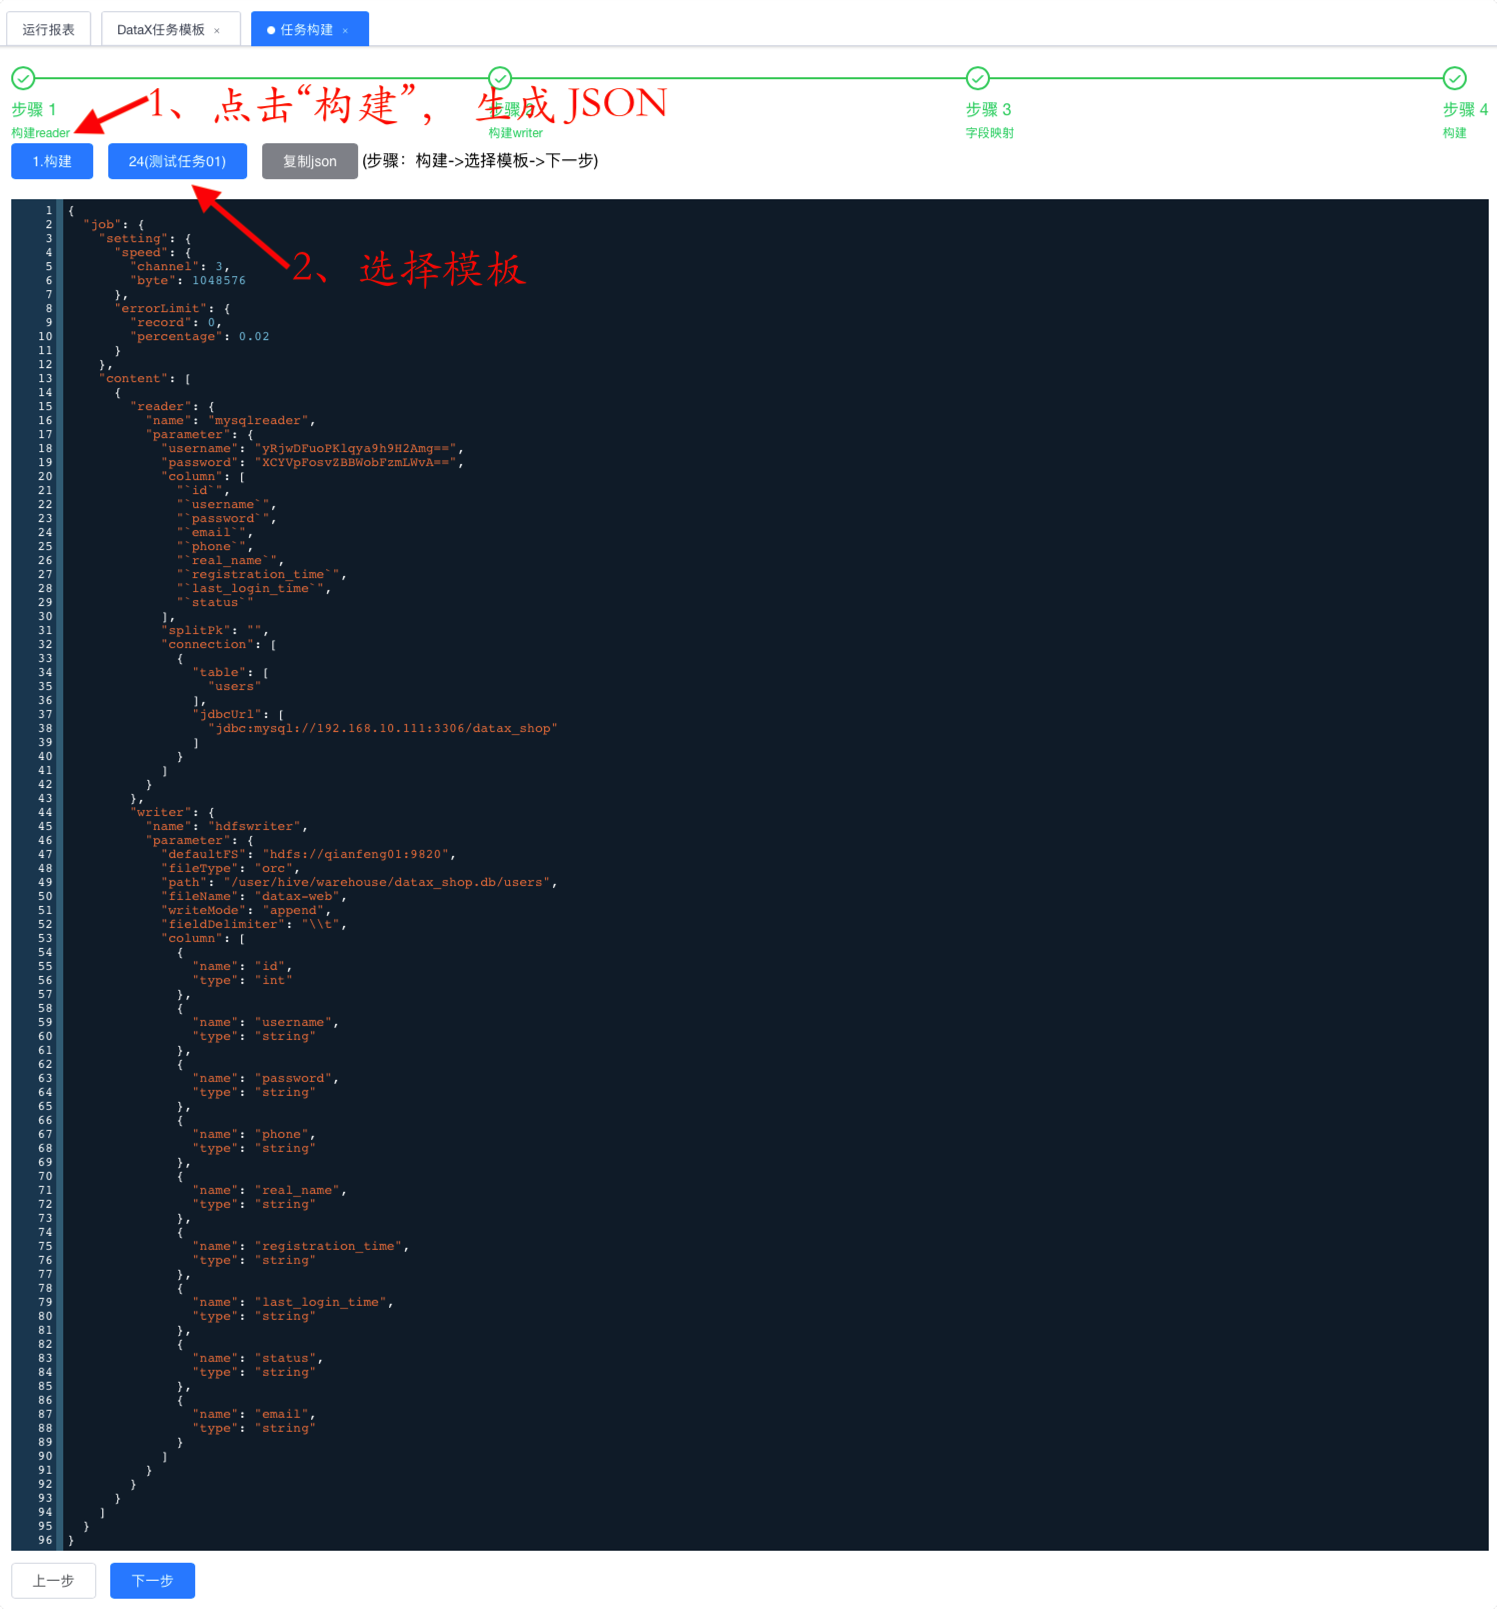 运行报表 DataX任务模板 × 任务构建 ×
步骤 1 步骤 2 步骤 3 步骤 4
构建reader 构建writer 字段映射 构建
1、点击“构建”，生成 JSON
1.构建 24(测试任务01) 复制json (步骤：构建->选择模板->下一步)
2、选择模板
1 {
2 "job": {
3 "setting": {
4 "speed": {
5 "channel": 3,
6 "byte": 1048576
7 },
8 "errorLimit": {
9 "record": 0,
10 "percentage": 0.02
11 }
12 },
13 "content": [
14 {
15 "reader": {
16 "name": "mysqlreader",
17 "parameter": {
18 "username": "yRjwDFuoPKlqya9h9H2Amg==",
19 "password": "XCYVpFosvZBBWobFzmLWvA==",
20 "column": [
21 "`id`",
22 "`username`",
23 "`password`",
24 "`email`",
25 "`phone`",
26 "`real_name`",
27 "`registration_time`",
28 "`last_login_time`",
29 "`status`"
30 ],
31 "splitPk": "",
32 "connection": [
33 {
34 "table": [
35 "users"
36 ],
37 "jdbcUrl": [
38 "jdbc:mysql://192.168.10.111:3306/datax_shop"
39 ]
40 }
41 ]
42 }
43 },
44 "writer": {
45 "name": "hdfswriter",
46 "parameter": {
47 "defaultFS": "hdfs://qianfeng01:9820",
48 "fileType": "orc",
49 "path": "/user/hive/warehouse/datax_shop.db/users",
50 "fileName": "datax-web",
51 "writeMode": "append",
52 "fieldDelimiter": "\\t",
53 "column": [
54 {
55 "name": "id",
56 "type": "int"
57 },
58 {
59 "name": "username",
60 "type": "string"
61 },
62 {
63 "name": "password",
64 "type": "string"
65 },
66 {
67 "name": "phone",
68 "type": "string"
69 },
70 {
71 "name": "real_name",
72 "type": "string"
73 },
74 {
75 "name": "registration_time",
76 "type": "string"
77 },
78 {
79 "name": "last_login_time",
80 "type": "string"
81 },
82 {
83 "name": "status",
84 "type": "string"
85 },
86 {
87 "name": "email",
88 "type": "string"
89 }
90 ]
91 }
92 }
93 }
94 ]
95 }
96 }
上一步 下一步